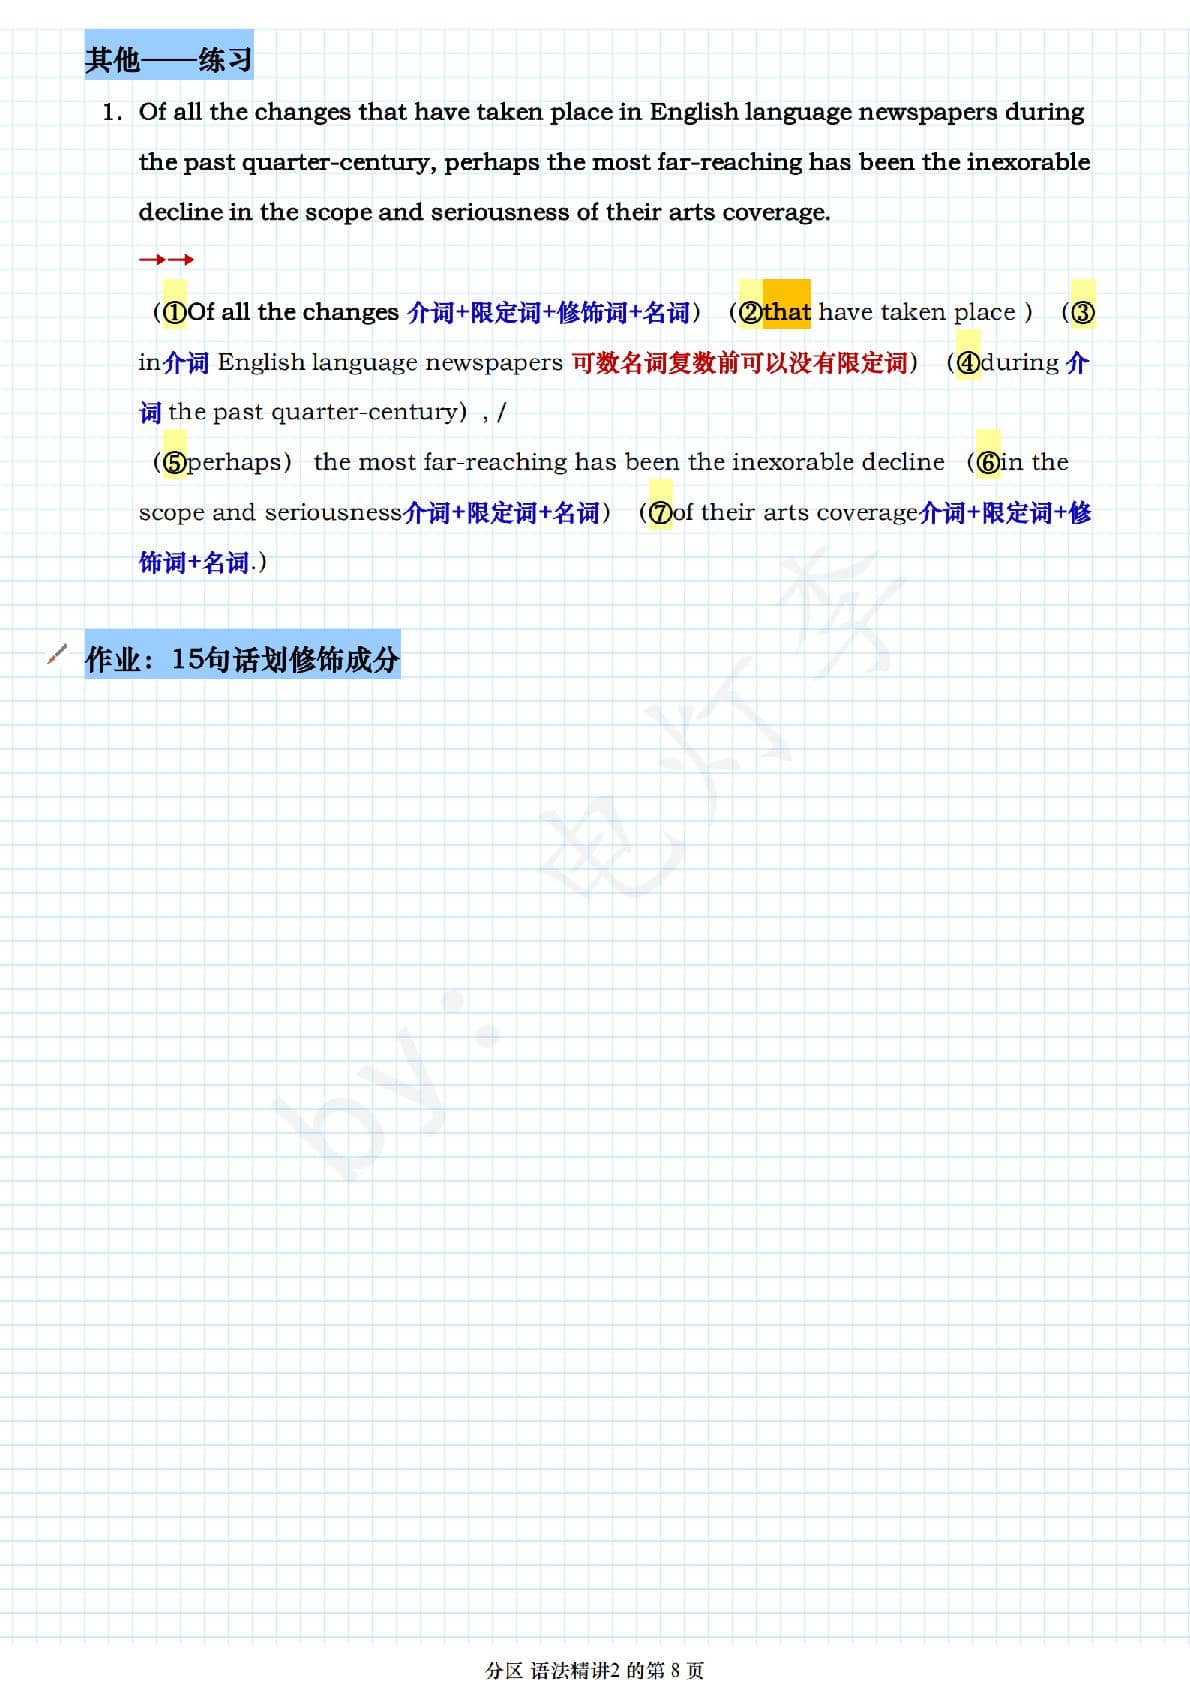 其他——练习
1. Of all the changes that have taken place in English language newspapers during
the past quarter-century, perhaps the most far-reaching has been the inexorable
decline in the scope and seriousness of their arts coverage.
→→
（①Of all the changes 介词+限定词+修饰词+名词）（②that have taken place ）（③
in介词 English language newspapers 可数名词复数前可以没有限定词）（④during 介
词 the past quarter-century）, /
（⑤perhaps） the most far-reaching has been the inexorable decline （⑥in the
scope and seriousness介词+限定词+名词）（⑦of their arts coverage介词+限定词+修
饰词+名词.）
作业：15句话划修饰成分
by：电灯李
分区 语法精讲2 的第 8 页